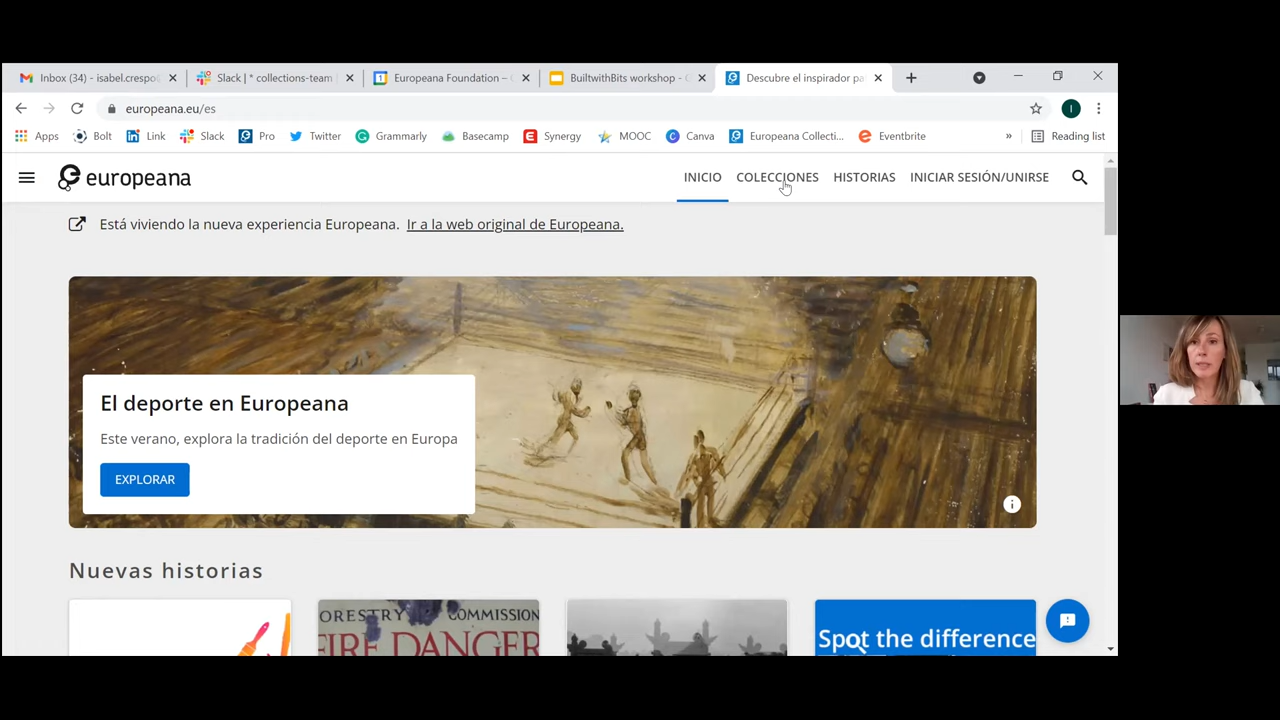 Inbox (34) - isabel.crespo
Slack | * collections-team
Europeana Foundation –
BuiltwithBits workshop -
Descubre el inspirador pa
europeana.eu/es
I
Apps
Bolt
Link
Slack
Pro
Twitter
Grammarly
Basecamp
Synergy
MOOC
Canva
Europeana Collecti...
Eventbrite
»
Reading list
europeana
INICIO
COLECCIONES
HISTORIAS
INICIAR SESIÓN/UNIRSE
Está viviendo la nueva experiencia Europeana. Ir a la web original de Europeana.
El deporte en Europeana
Este verano, explora la tradición del deporte en Europa
EXPLORAR
Nuevas historias
FORESTRY COMMISSION
FIRE DANGER
Spot the difference